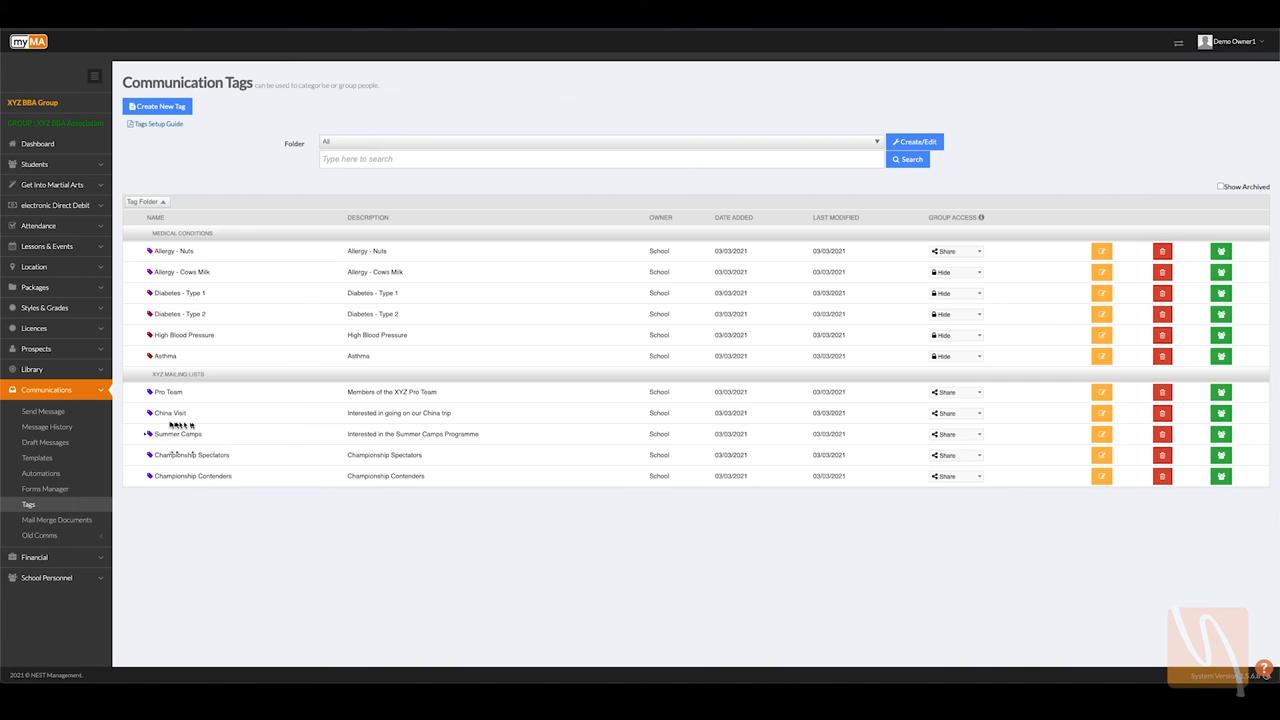 myMA
Demo Owner1
XYZ BBA Group
GROUP : XYZ BBA Association
Dashboard
Students
Get Into Martial Arts
electronic Direct Debit
Attendance
Lessons & Events
Location
Packages
Styles & Grades
Licences
Prospects
Library
Communications
Send Message
Message History
Draft Messages
Templates
Automations
Forms Manager
Tags
Mail Merge Documents
Old Comms
Financial
School Personnel
Communication Tags can be used to categorise or group people.
Create New Tag
Tags Setup Guide
Folder All Create/Edit
Type here to search Search
Show Archived
Tag Folder
NAME DESCRIPTION OWNER DATE ADDED LAST MODIFIED GROUP ACCESS
MEDICAL CONDITIONS
Allergy - Nuts Allergy - Nuts School 03/03/2021 03/03/2021 Share
Allergy - Cows Milk Allergy - Cows Milk School 03/03/2021 03/03/2021 Hide
Diabetes - Type 1 Diabetes - Type 1 School 03/03/2021 03/03/2021 Hide
Diabetes - Type 2 Diabetes - Type 2 School 03/03/2021 03/03/2021 Hide
High Blood Pressure High Blood Pressure School 03/03/2021 03/03/2021 Hide
Asthma Asthma School 03/03/2021 03/03/2021 Hide
XYZ MAILING LISTS
Pro Team Members of the XYZ Pro Team School 03/03/2021 03/03/2021 Share
China Visit Interested in going on our China trip School 03/03/2021 03/03/2021 Share
Summer Camps Interested in the Summer Camps Programme School 03/03/2021 03/03/2021 Share
Championship Spectators Championship Spectators School 03/03/2021 03/03/2021 Share
Championship Contenders Championship Contenders School 03/03/2021 03/03/2021 Share
2021 © NEST Management.
System Version